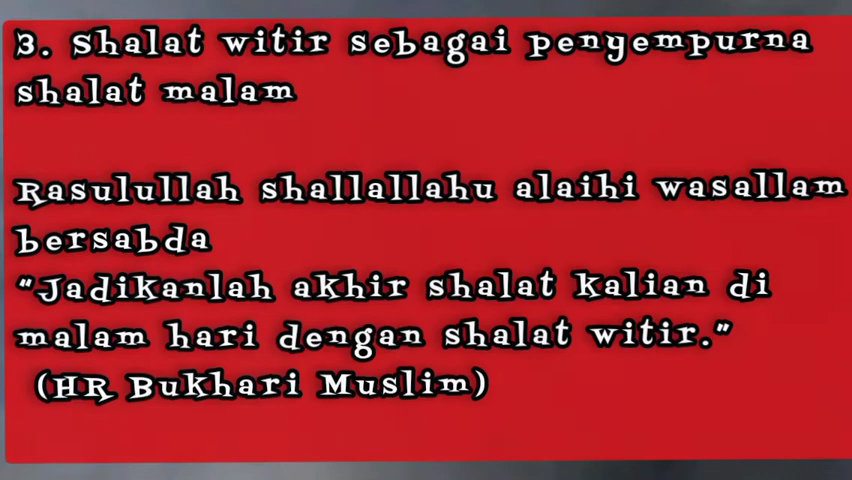 3. Shalat witir sebagai penyempurna
shalat malam
Rasulullah shallallahu alaihi wasallam
bersabda
"Jadikanlah akhir shalat kalian di
malam hari dengan shalat witir."
(HR Bukhari Muslim)